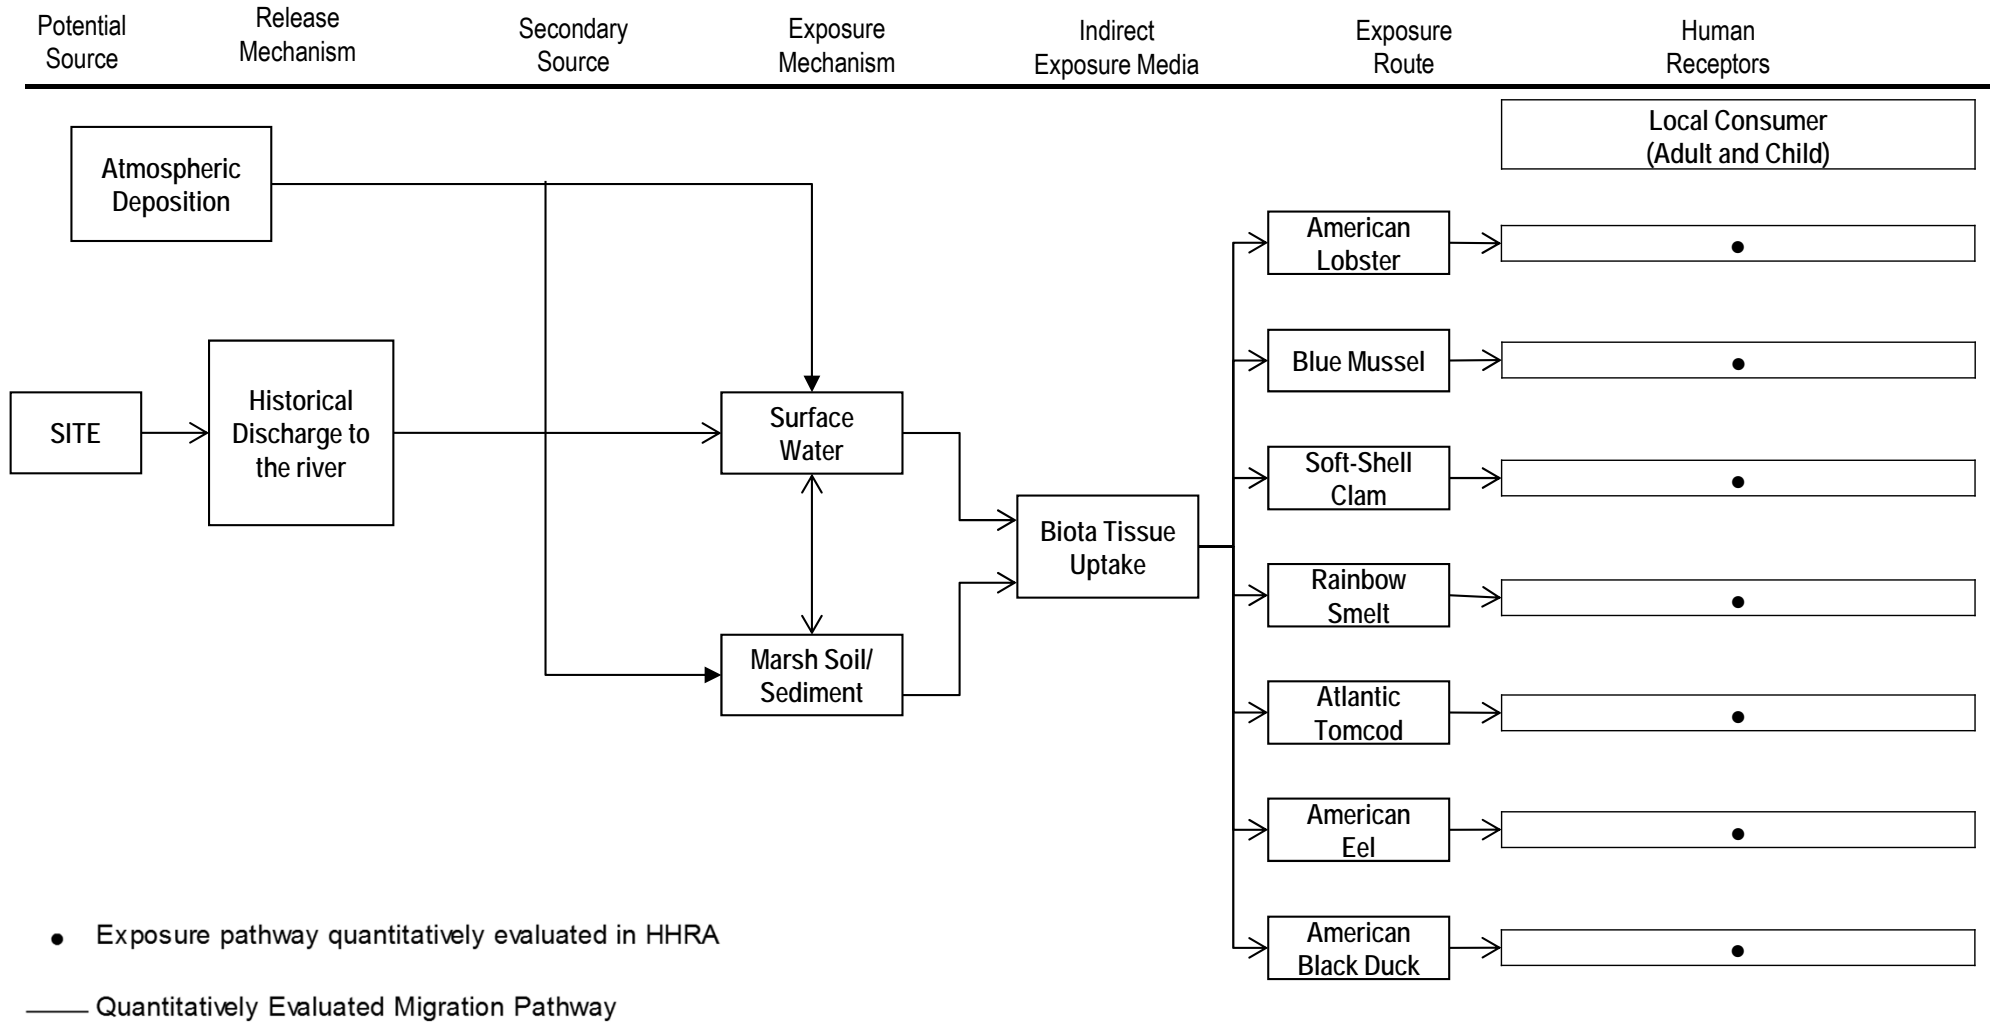 Potential
Source
Release
Mechanism
Secondary
Source
Exposure
Mechanism
Indirect
Exposure Media
Exposure
Route
Human
Receptors
Local Consumer
(Adult and Child)
Atmospheric
Deposition
SITE
Historical
Discharge to
the river
Surface
Water
Marsh Soil/
Sediment
Biota Tissue
Uptake
American
Lobster
Blue Mussel
Soft-Shell
Clam
Rainbow
Smelt
Atlantic
Tomcod
American
Eel
American
Black Duck
Exposure pathway quantitatively evaluated in HHRA
Quantitatively Evaluated Migration Pathway